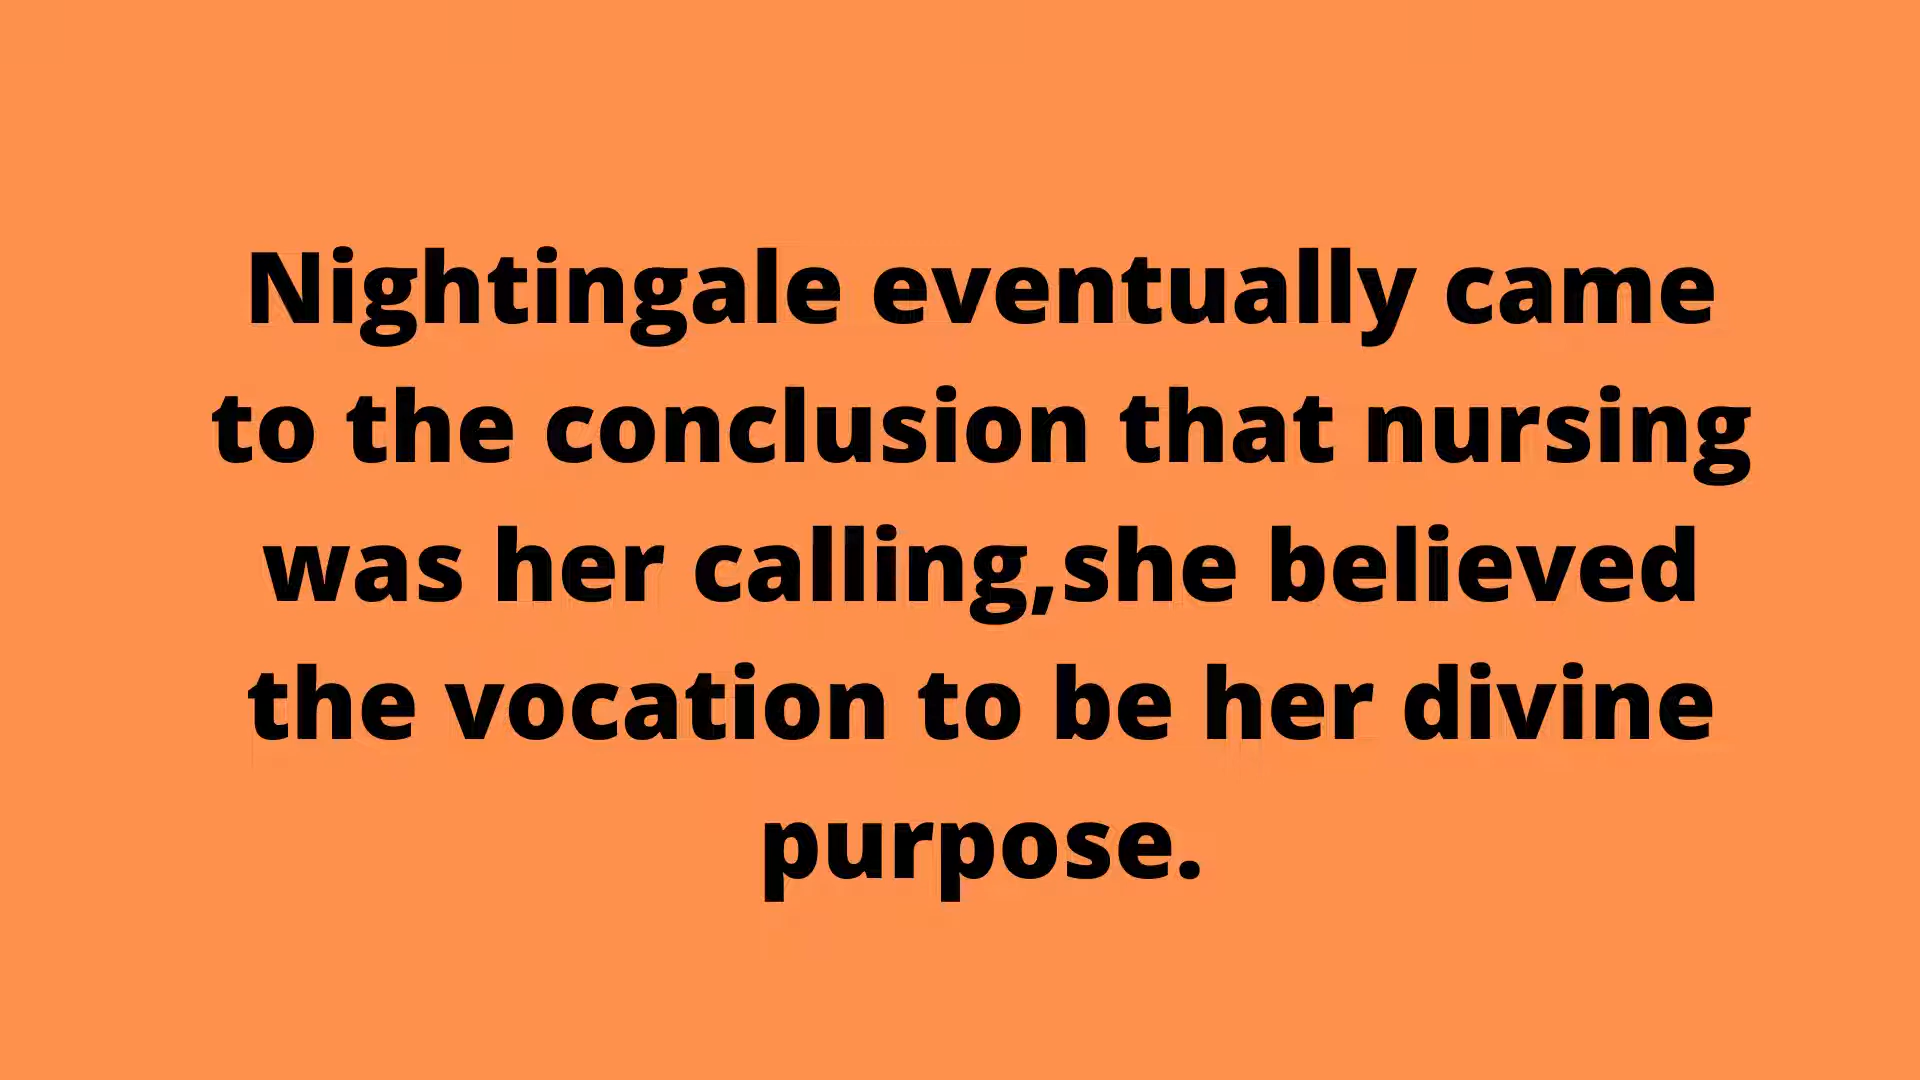 Nightingale eventually came
to the conclusion that nursing
was her calling,she believed
the vocation to be her divine
purpose.